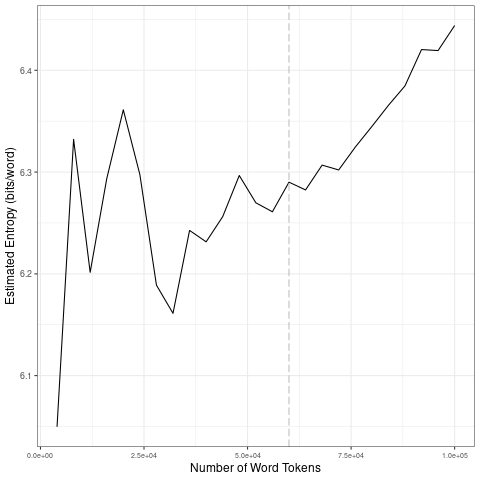 Estimated Entropy (bits/word)
6.4
6.3
6.2
6.1
0.0e+00 2.5e+04 5.0e+04 7.5e+04 1.0e+05
Number of Word Tokens